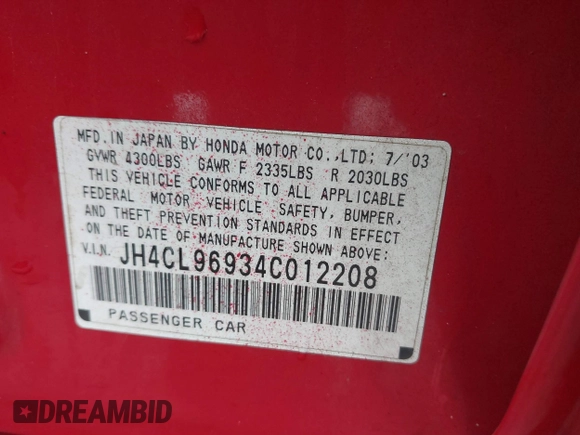 MFD. IN JAPAN BY HONDA MOTOR CO.,LTD; 7/'03
GVWR 4300LBS GAWR F 2335LBS R 2030LBS
THIS VEHICLE CONFORMS TO ALL APPLICABLE
FEDERAL MOTOR VEHICLE SAFETY, BUMPER,
AND THEFT PREVENTION STANDARDS IN EFFECT
ON THE DATE OF MANUFACTURE SHOWN ABOVE:
V.I.N. JH4CL96934C012208
PASSENGER CAR
DREAMBID